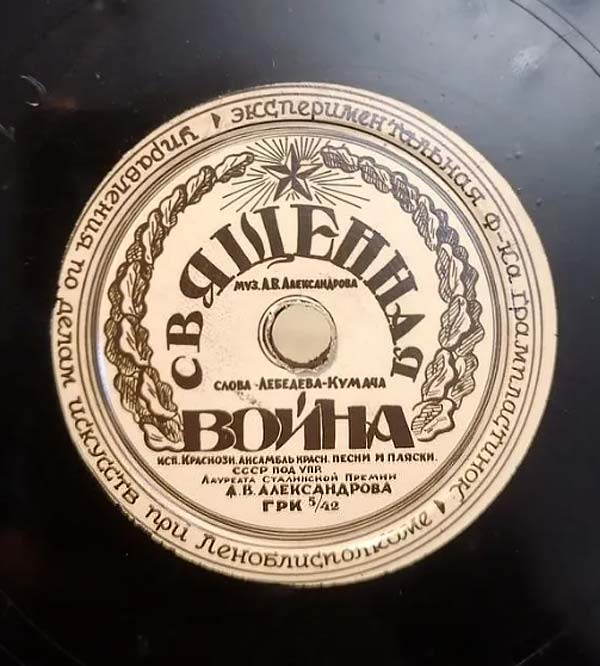 Экспериментальная ф-ка грампластинок
управления по делам искусств при Леноблисполкоме
СВЯЩЕННАЯ
муз. А.В. Александрова
слова Лебедева-Кумача
ВОЙНА
исп. Краснозн. ансамбль красн. песни и пляски.
СССР под упр.
Лауреата Сталинской Премии
А.В. Александрова
ГРК 5/42